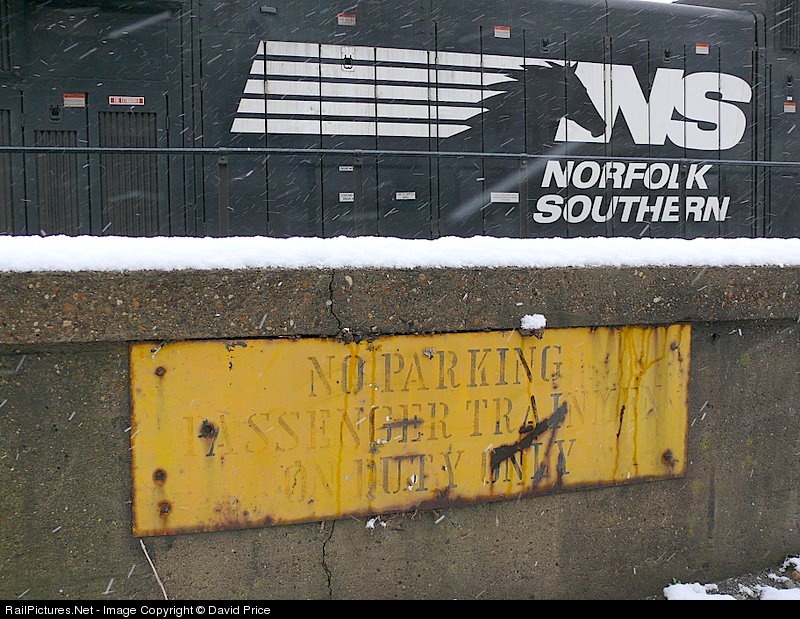 NS
NORFOLK
SOUTHERN
NO PARKING
PASSENGER TRAINMEN
ON DUTY ONLY
RailPictures.Net - Image Copyright © David Price